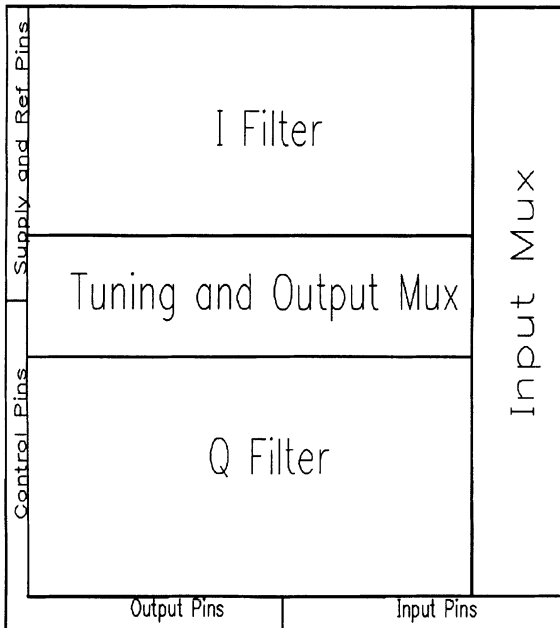 Supply and Ref Pins
I Filter
Input Mux
Tuning and Output Mux
Control Pins
Q Filter
Output Pins
Input Pins